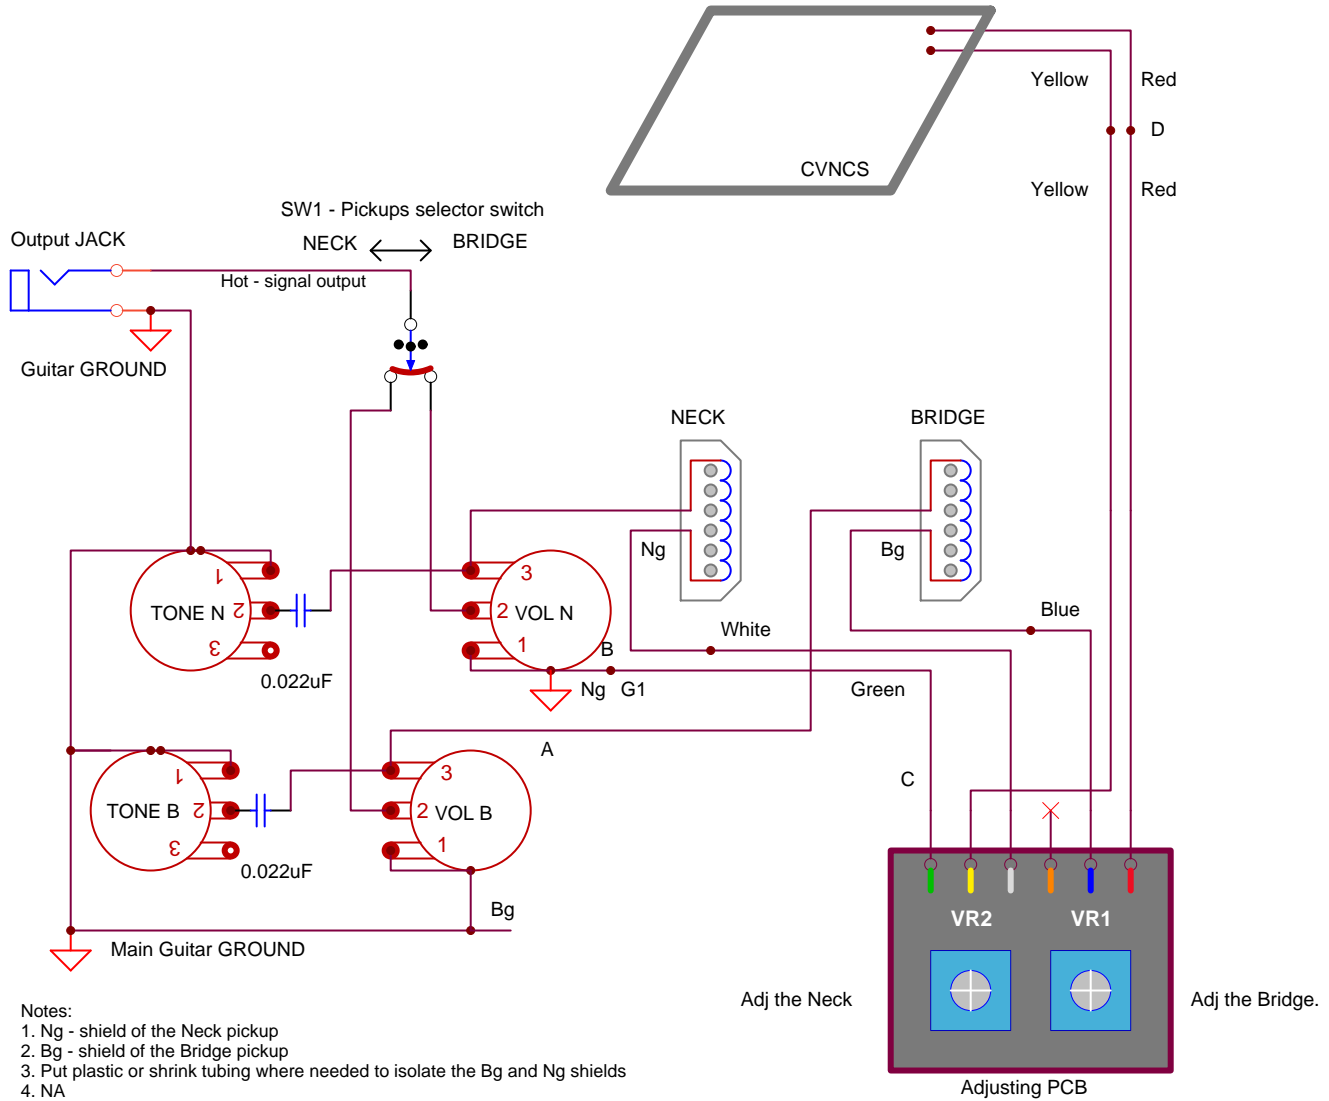 Yellow
Red
D
CVNCS
Yellow
Red
SW1 - Pickups selector switch
Output JACK
NECK
BRIDGE
Hot - signal output
Guitar GROUND
NECK
BRIDGE
Ng
Bg
1
3
TONE N
2
2
VOL N
Blue
White
3
1
B
0.022uF
Ng
G1
Green
A
C
1
3
TONE B
2
2
VOL B
3
1
0.022uF
Bg
VR2
VR1
Main Guitar GROUND
Adj the Neck
Adj the Bridge.
Notes:
1. Ng - shield of the Neck pickup
2. Bg - shield of the Bridge pickup
3. Put plastic or shrink tubing where needed to isolate the Bg and Ng shields
4. NA
Adjusting PCB